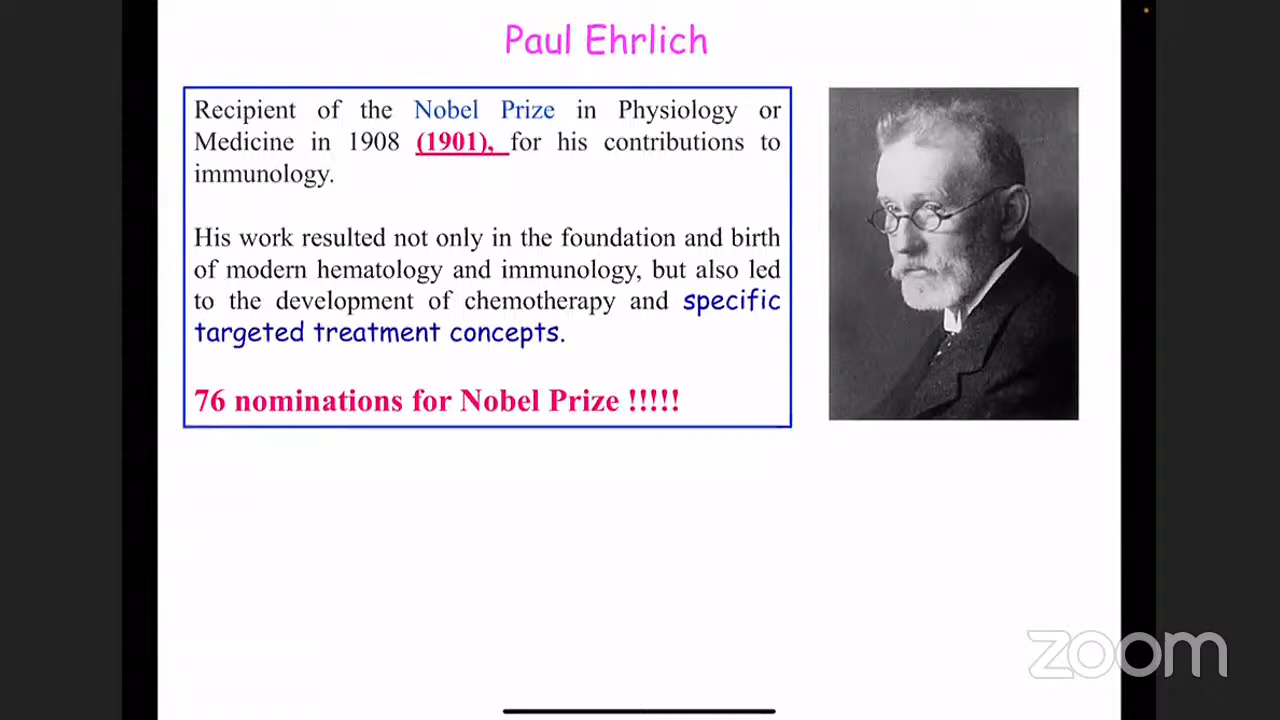 Paul Ehrlich
Recipient of the Nobel Prize in Physiology or
Medicine in 1908 (1901), for his contributions to
immunology.
His work resulted not only in the foundation and birth
of modern hematology and immunology, but also led
to the development of chemotherapy and specific
targeted treatment concepts.
76 nominations for Nobel Prize !!!!!
zoom